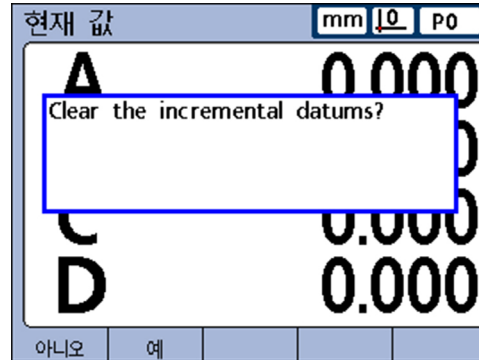 현재 값
mm 0 P0
A 0.000
Clear the incremental datums?
C 0.000
D 0.000
아니오 예